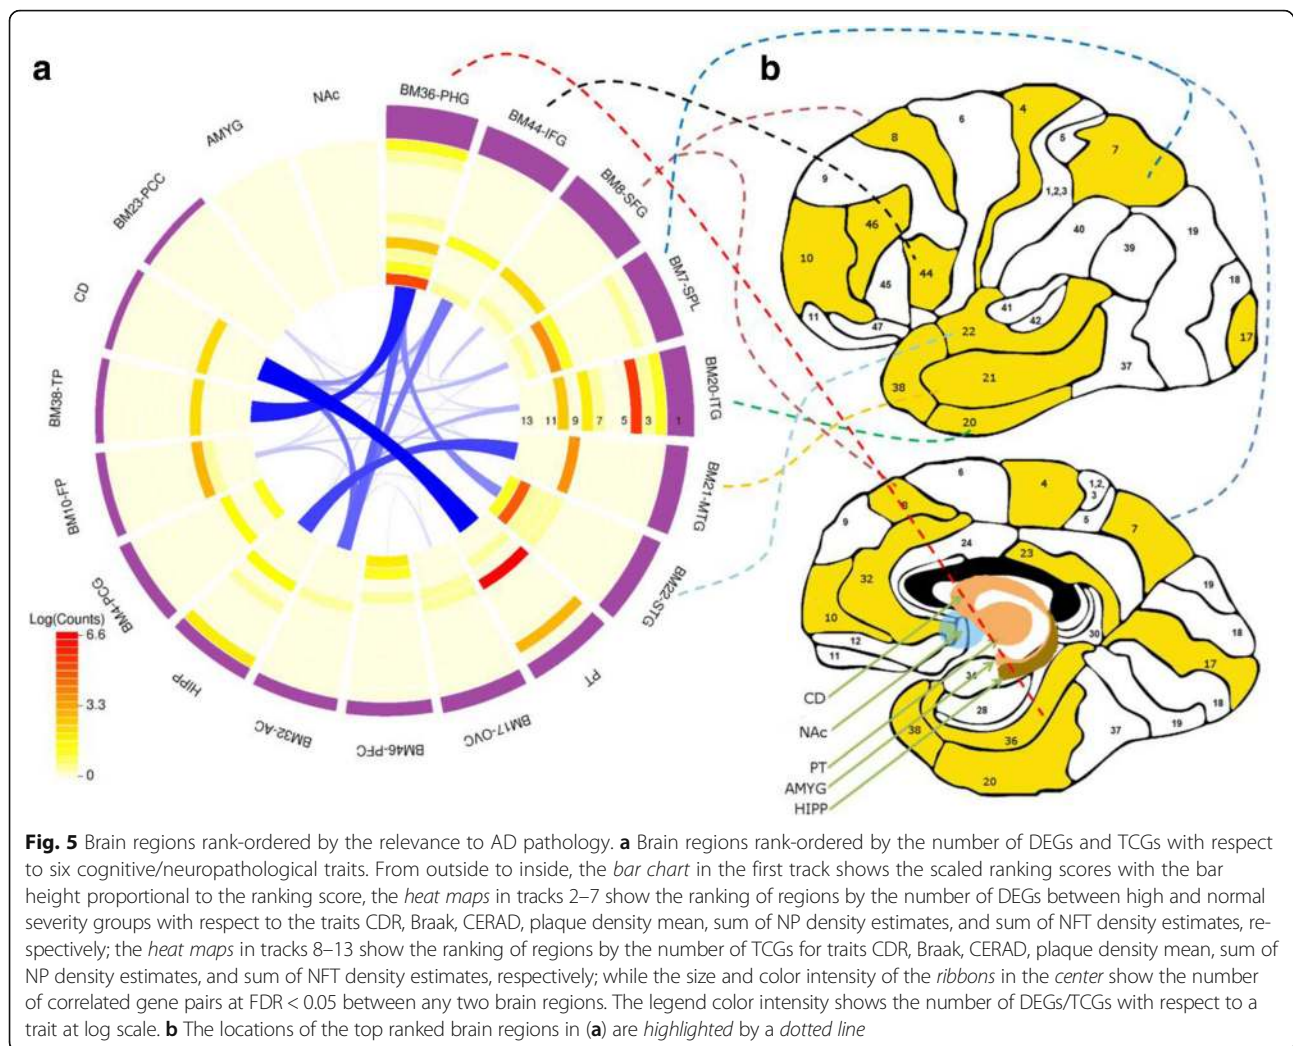 a
b
NAc
BM36-PHG
BM44-IFG
BM8-SFG
BM7-SPL
BM20-ITG
BM21-MTG
BM22-STG
PT
BM17-OVC
BM46-PFC
BM32-AC
HIPP
BM4-PCG
BM10-FP
BM38-TP
CD
BM23-PCC
AMYG
13 11 9 7 5 3 1
Log(Counts)
6.6
3.3
0
4
6
8
5
7
9
1,2,3
46
40
19
39
10
44
18
45
41
11
42
47
22
17
37
38
21
20
6
4
1,2,
3
5
9
7
24
23
32
19
10
12
30
18
11
17
28
18
38
36
37
19
20
CD
NAc
PT
AMYG
HIPP
Fig. 5 Brain regions rank-ordered by the relevance to AD pathology. a Brain regions rank-ordered by the number of DEGs and TCGs with respect
to six cognitive/neuropathological traits. From outside to inside, the bar chart in the first track shows the scaled ranking scores with the bar
height proportional to the ranking score, the heat maps in tracks 2–7 show the ranking of regions by the number of DEGs between high and normal
severity groups with respect to the traits CDR, Braak, CERAD, plaque density mean, sum of NP density estimates, and sum of NFT density estimates, re-
spectively; the heat maps in tracks 8–13 show the ranking of regions by the number of TCGs for traits CDR, Braak, CERAD, plaque density mean, sum of
NP density estimates, and sum of NFT density estimates, respectively; while the size and color intensity of the ribbons in the center show the number
of correlated gene pairs at FDR < 0.05 between any two brain regions. The legend color intensity shows the number of DEGs/TCGs with respect to a
trait at log scale. b The locations of the top ranked brain regions in (a) are highlighted by a dotted line